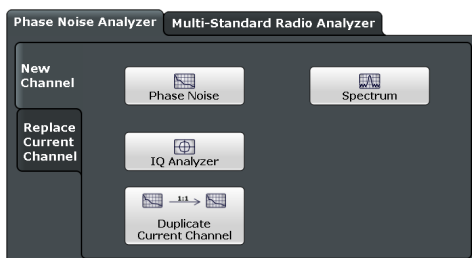 Phase Noise Analyzer
Multi-Standard Radio Analyzer
New
Channel
Phase Noise
Spectrum
Replace
Current
Channel
IQ Analyzer
1:1
Duplicate
Current Channel